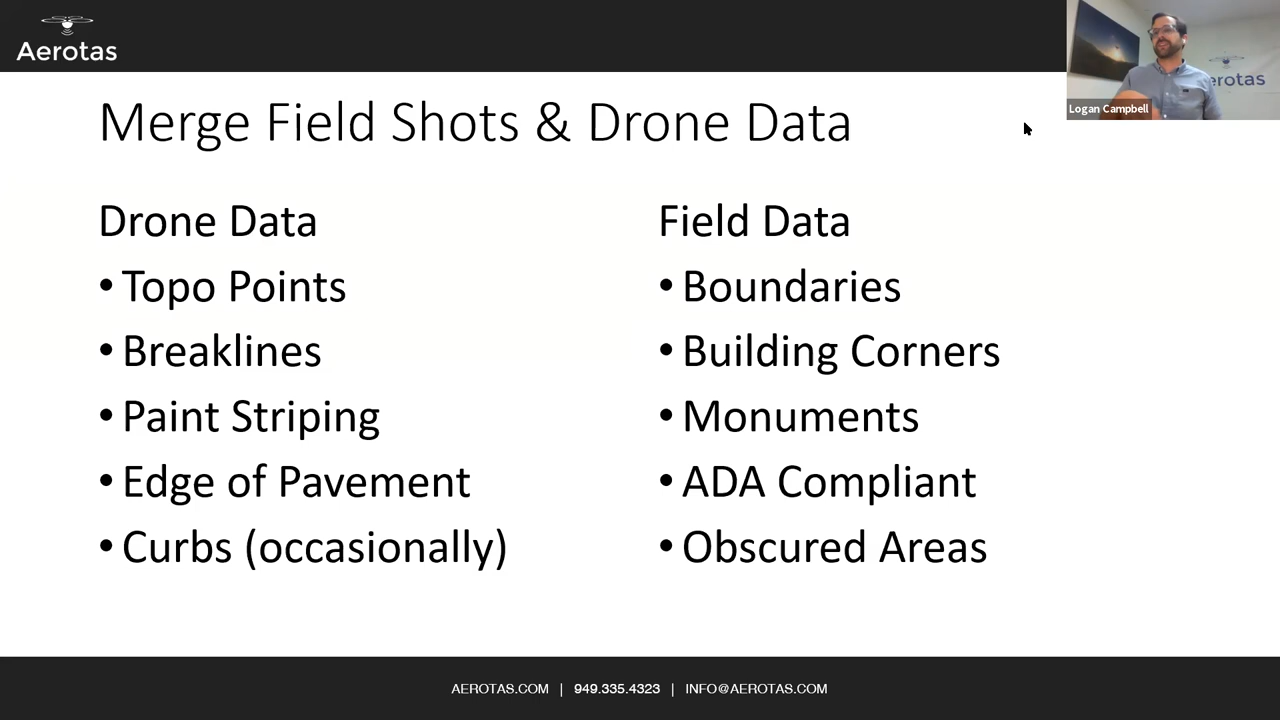 Aerotas
Logan Campbell
erotas
Merge Field Shots & Drone Data
Drone Data
• Topo Points
• Breaklines
• Paint Striping
• Edge of Pavement
• Curbs (occasionally)
Field Data
• Boundaries
• Building Corners
• Monuments
• ADA Compliant
• Obscured Areas
AEROTAS.COM | 949.335.4323 | INFO@AEROTAS.COM